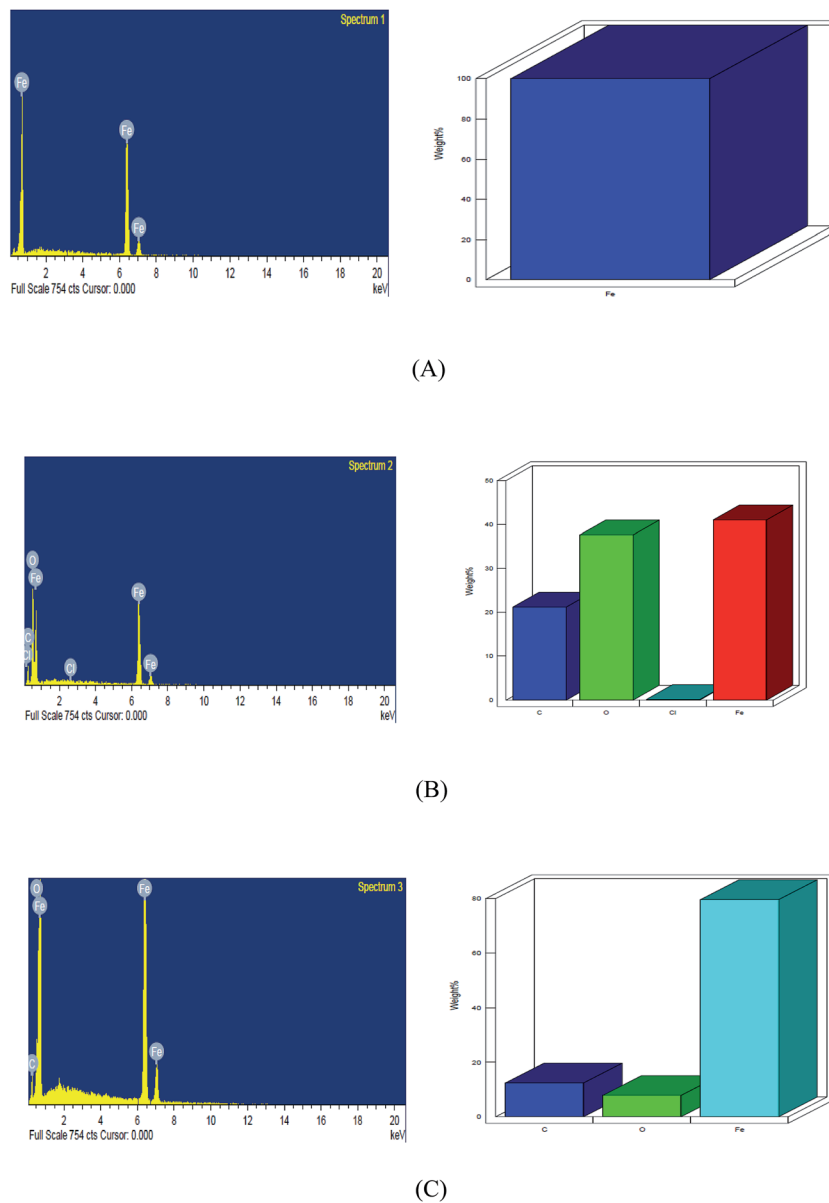 Spectrum 1
Fe
Fe
Fe
2 4 6 8 10 12 14 16 18 20
Full Scale 754 cts Cursor: 0.000 keV
Weight%
100
80
60
40
20
0
Fe
(A)
Spectrum 2
O
Fe
C
Cl
Cl
Fe
Fe
2 4 6 8 10 12 14 16 18 20
Full Scale 754 cts Cursor: 0.000 keV
Weight%
50
40
30
20
10
0
C O Cl Fe
(B)
Spectrum 3
O
Fe
C
Fe
Fe
2 4 6 8 10 12 14 16 18 20
Full Scale 754 cts Cursor: 0.000 keV
Weight%
80
60
40
20
0
C O Fe
(C)